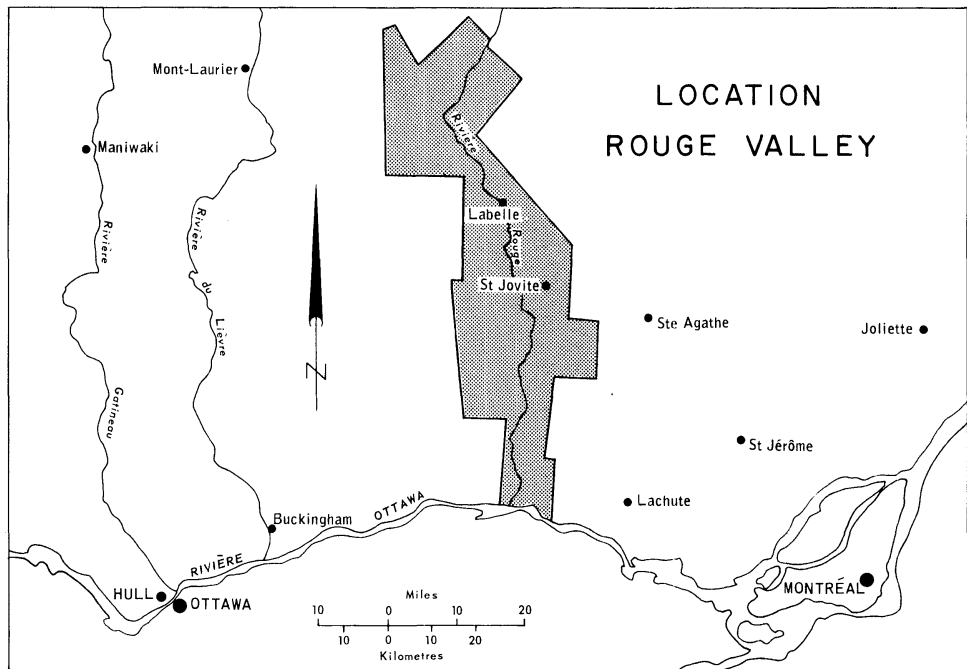 LOCATION
ROUGE VALLEY
Mont-Laurier
Maniwaki
Rivière
Gatineau
Rivière
du
Lièvre
Rivière
Rouge
Labelle
St Jovite
Ste Agathe
Joliette
St Jérôme
Lachute
N
Buckingham
RIVIÈRE
OTTAWA
HULL
OTTAWA
MONTRÉAL
Miles
10 0 10 20
10 0 10 20
Kilometres